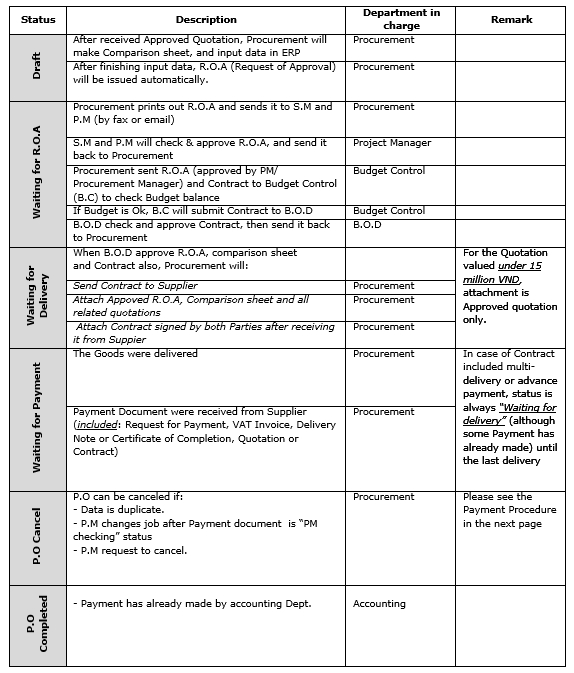 Status
Description
Department in
charge
Remark
Draft
After received Approved Quotation, Procurement will
make Comparison sheet, and input data in ERP
Procurement
After finishing input data, R.O.A (Request of Approval)
will be issued automatically.
Procurement
Waiting for R.O.A
Procurement prints out R.O.A and sends it to S.M and
P.M (by fax or email)
Procurement
S.M and P.M will check & approve R.O.A, and send it
back to Procurement
Project Manager
Procurement sent R.O.A (approved by PM/
Procurement Manager) and Contract to Budget Control
(B.C) to check Budget balance
Budget Control
If Budget is Ok, B.C will submit Contract to B.O.D
Budget Control
B.O.D check and approve Contract, then send it back
to Procurement
B.O.D
Waiting for
Delivery
When B.O.D approve R.O.A, comparison sheet
and Contract also, Procurement will:
Send Contract to Supplier
Procurement
Attach Appoved R.O.A, Comparison sheet and all
related quotations
Procurement
Attach Contract signed by both Parties after receiving
it from Suppier
Procurement
For the Quotation
valued under 15
million VND,
attachment is
Approved quotation
only.
Waiting for Payment
The Goods were delivered
Procurement
Payment Document were received from Supplier
(included: Request for Payment, VAT Invoice, Delivery
Note or Certificate of Completion, Quotation or
Contract)
Procurement
In case of Contract
included multi-
delivery or advance
payment, status is
always "Waiting for
delivery" (although
some Payment has
already made) until
the last delivery
P.O Cancel
P.O can be canceled if:
- Data is duplicate.
- P.M changes job after Payment document is "PM
checking" status
- P.M request to cancel.
Procurement
Please see the
Payment Procedure
in the next page
P.O
Completed
- Payment has already made by accounting Dept.
Accounting